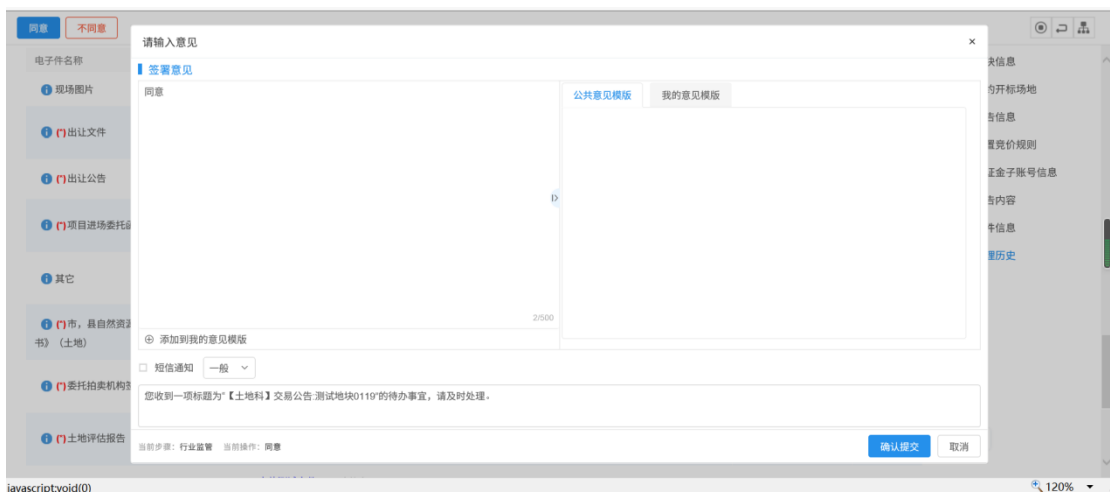 同意 不同意
电子件名称
现场图片
(*)出让文件
(*)出让公告
(*)项目进场委托
其它
(*)市，县自然资
书》（土地）
(*)委托拍卖机构
(*)土地评估报告
请输入意见 ×
签署意见
同意
2/500
添加到我的意见模版
公共意见模版 我的意见模版
短信通知 一般
您收到一项标题为“【土地科】交易公告:测试地块0119”的待办事宜，请及时处理。
当前步骤：行业监管 当前操作：同意
确认提交 取消
信息
开标场地
信息
竞价规则
金子账号信息
内容
信息
历史
javascript:void(0)
120%